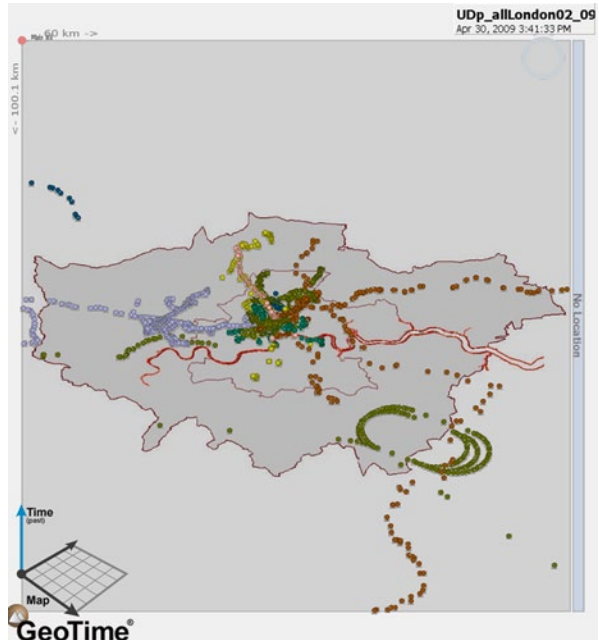 UDp_allLondon02_09
Apr 30, 2009 3:41:33 PM
60 km ->
<- 100.1 km
No Location
Time
(past)
Map
GeoTime®